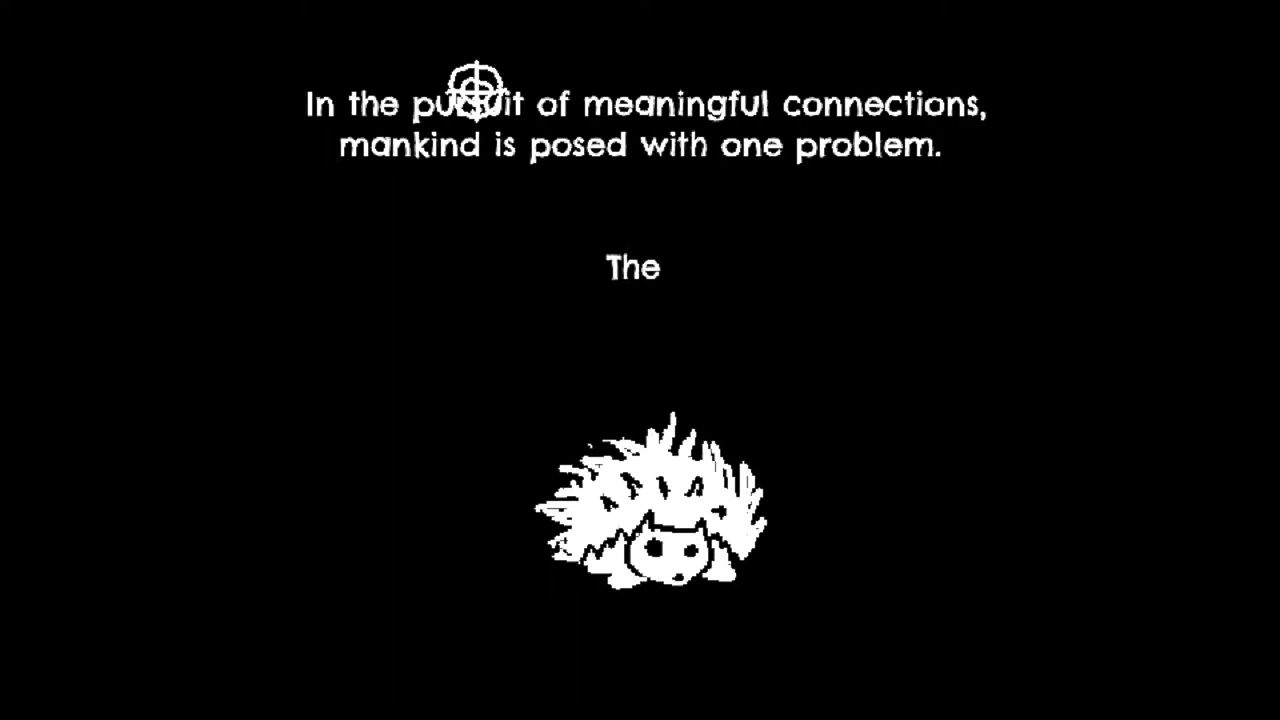 In the pursuit of meaningful connections,
mankind is posed with one problem.
The